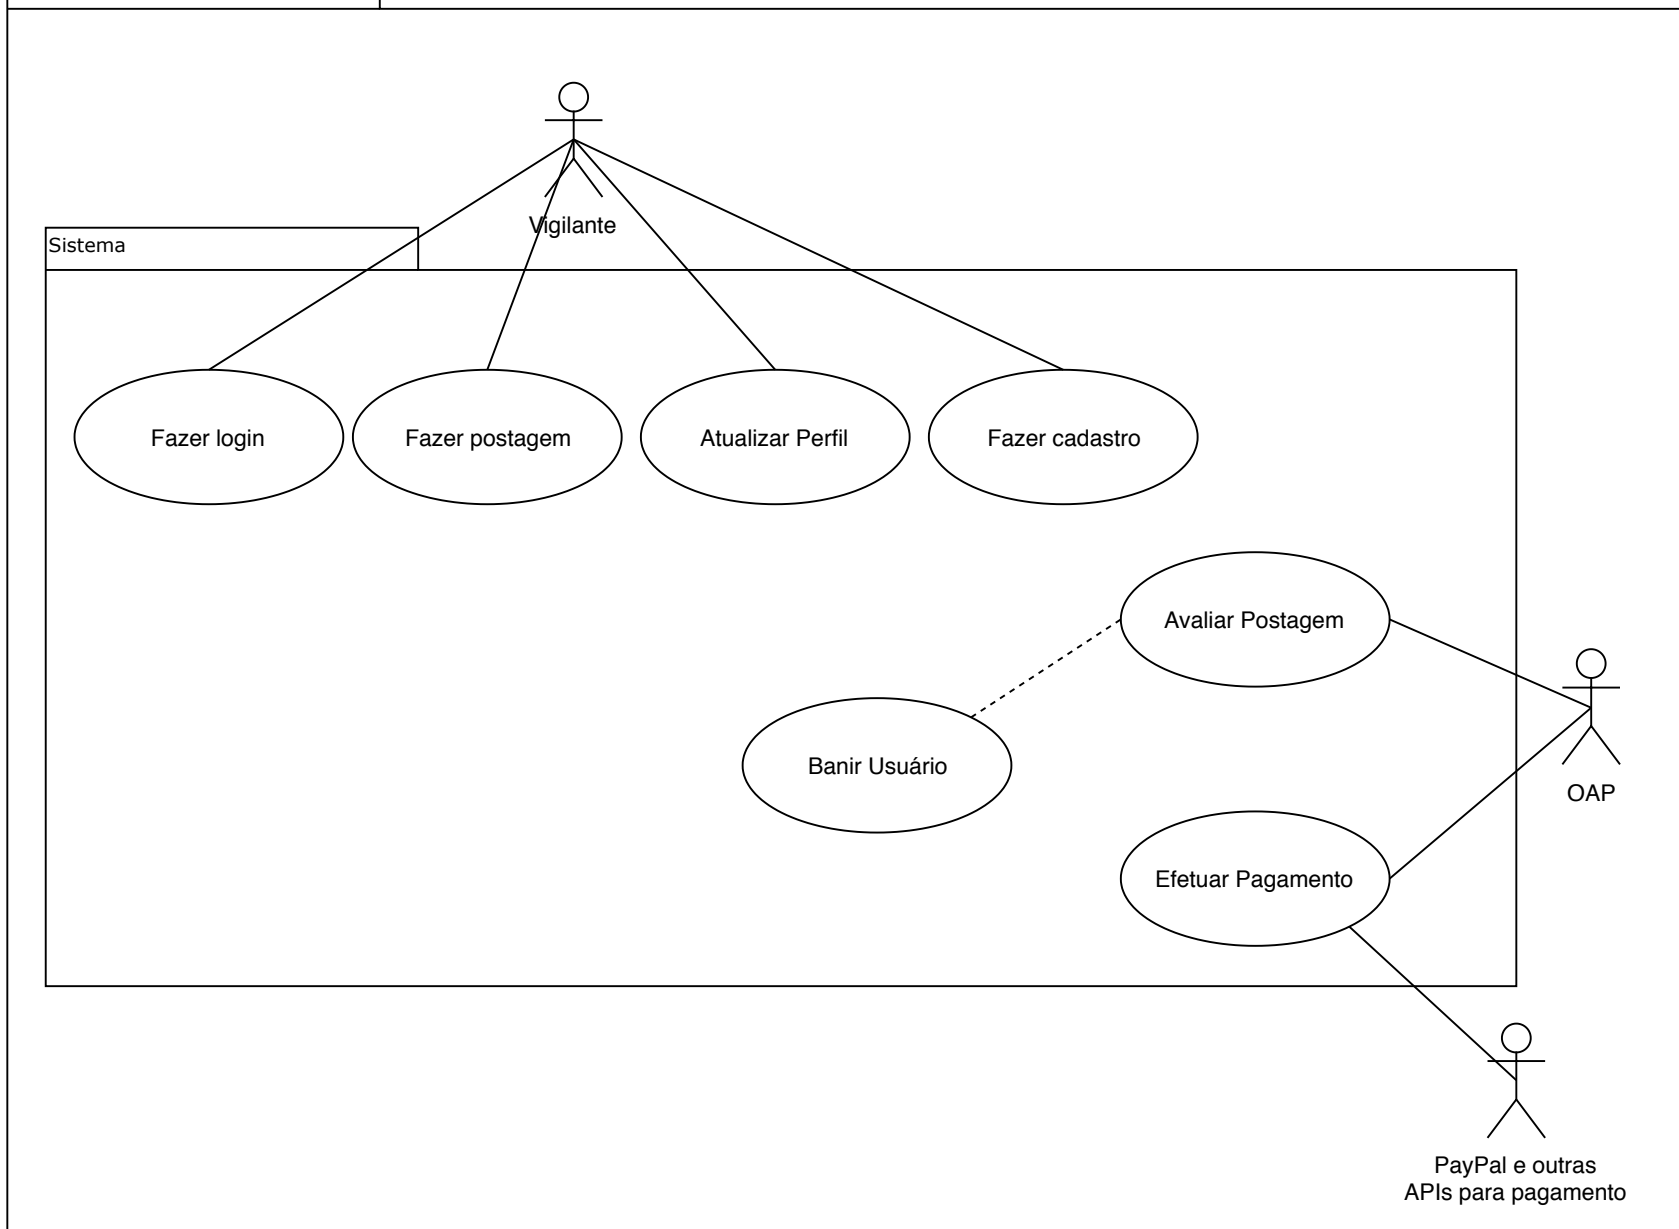 Vigilante
Sistema
Fazer login
Fazer postagem
Atualizar Perfil
Fazer cadastro
Avaliar Postagem
Banir Usuário
OAP
Efetuar Pagamento
PayPal e outras
APIs para pagamento